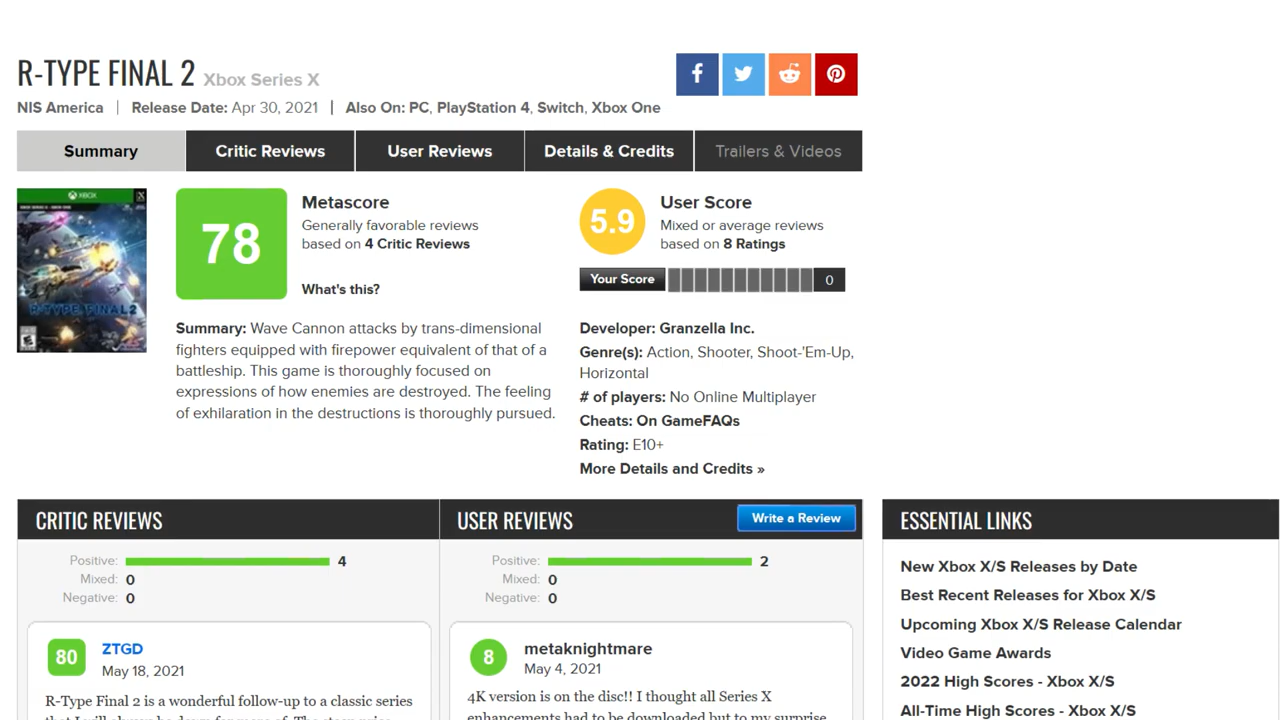 R-TYPE FINAL 2 Xbox Series X
NIS America | Release Date: Apr 30, 2021 | Also On: PC, PlayStation 4, Switch, Xbox One
Summary Critic Reviews User Reviews Details & Credits Trailers & Videos
XBOX
R-TYPE FINAL 2
78
Metascore
Generally favorable reviews
based on 4 Critic Reviews
What's this?
5.9
User Score
Mixed or average reviews
based on 8 Ratings
Your Score 0
Summary: Wave Cannon attacks by trans-dimensional
fighters equipped with firepower equivalent of that of a
battleship. This game is thoroughly focused on
expressions of how enemies are destroyed. The feeling
of exhilaration in the destructions is thoroughly pursued.
Developer: Granzella Inc.
Genre(s): Action, Shooter, Shoot-'Em-Up,
Horizontal
# of players: No Online Multiplayer
Cheats: On GameFAQs
Rating: E10+
More Details and Credits »
CRITIC REVIEWS
Positive: 4
Mixed: 0
Negative: 0
80 ZTGD
May 18, 2021
R-Type Final 2 is a wonderful follow-up to a classic series
USER REVIEWS
Write a Review
Positive: 2
Mixed: 0
Negative: 0
8 metaknightmare
May 4, 2021
4K version is on the disc!! I thought all Series X
enhancements had to be downloaded but to my surprise
ESSENTIAL LINKS
New Xbox X/S Releases by Date
Best Recent Releases for Xbox X/S
Upcoming Xbox X/S Release Calendar
Video Game Awards
2022 High Scores - Xbox X/S
All-Time High Scores - Xbox X/S